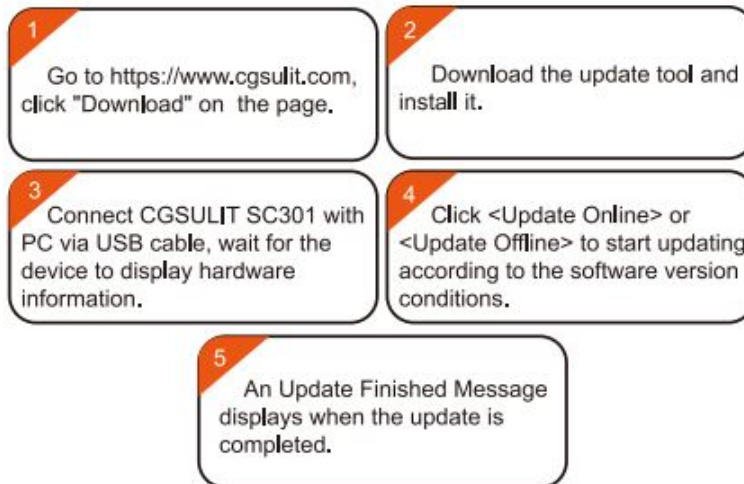 1
Go to https://www.cgsulit.com,
click "Download" on the page.
2
Download the update tool and
install it.
3
Connect CGSULIT SC301 with
PC via USB cable, wait for the
device to display hardware
information.
4
Click <Update Online> or
<Update Offline> to start updating
according to the software version
conditions.
5
An Update Finished Message
displays when the update is
completed.